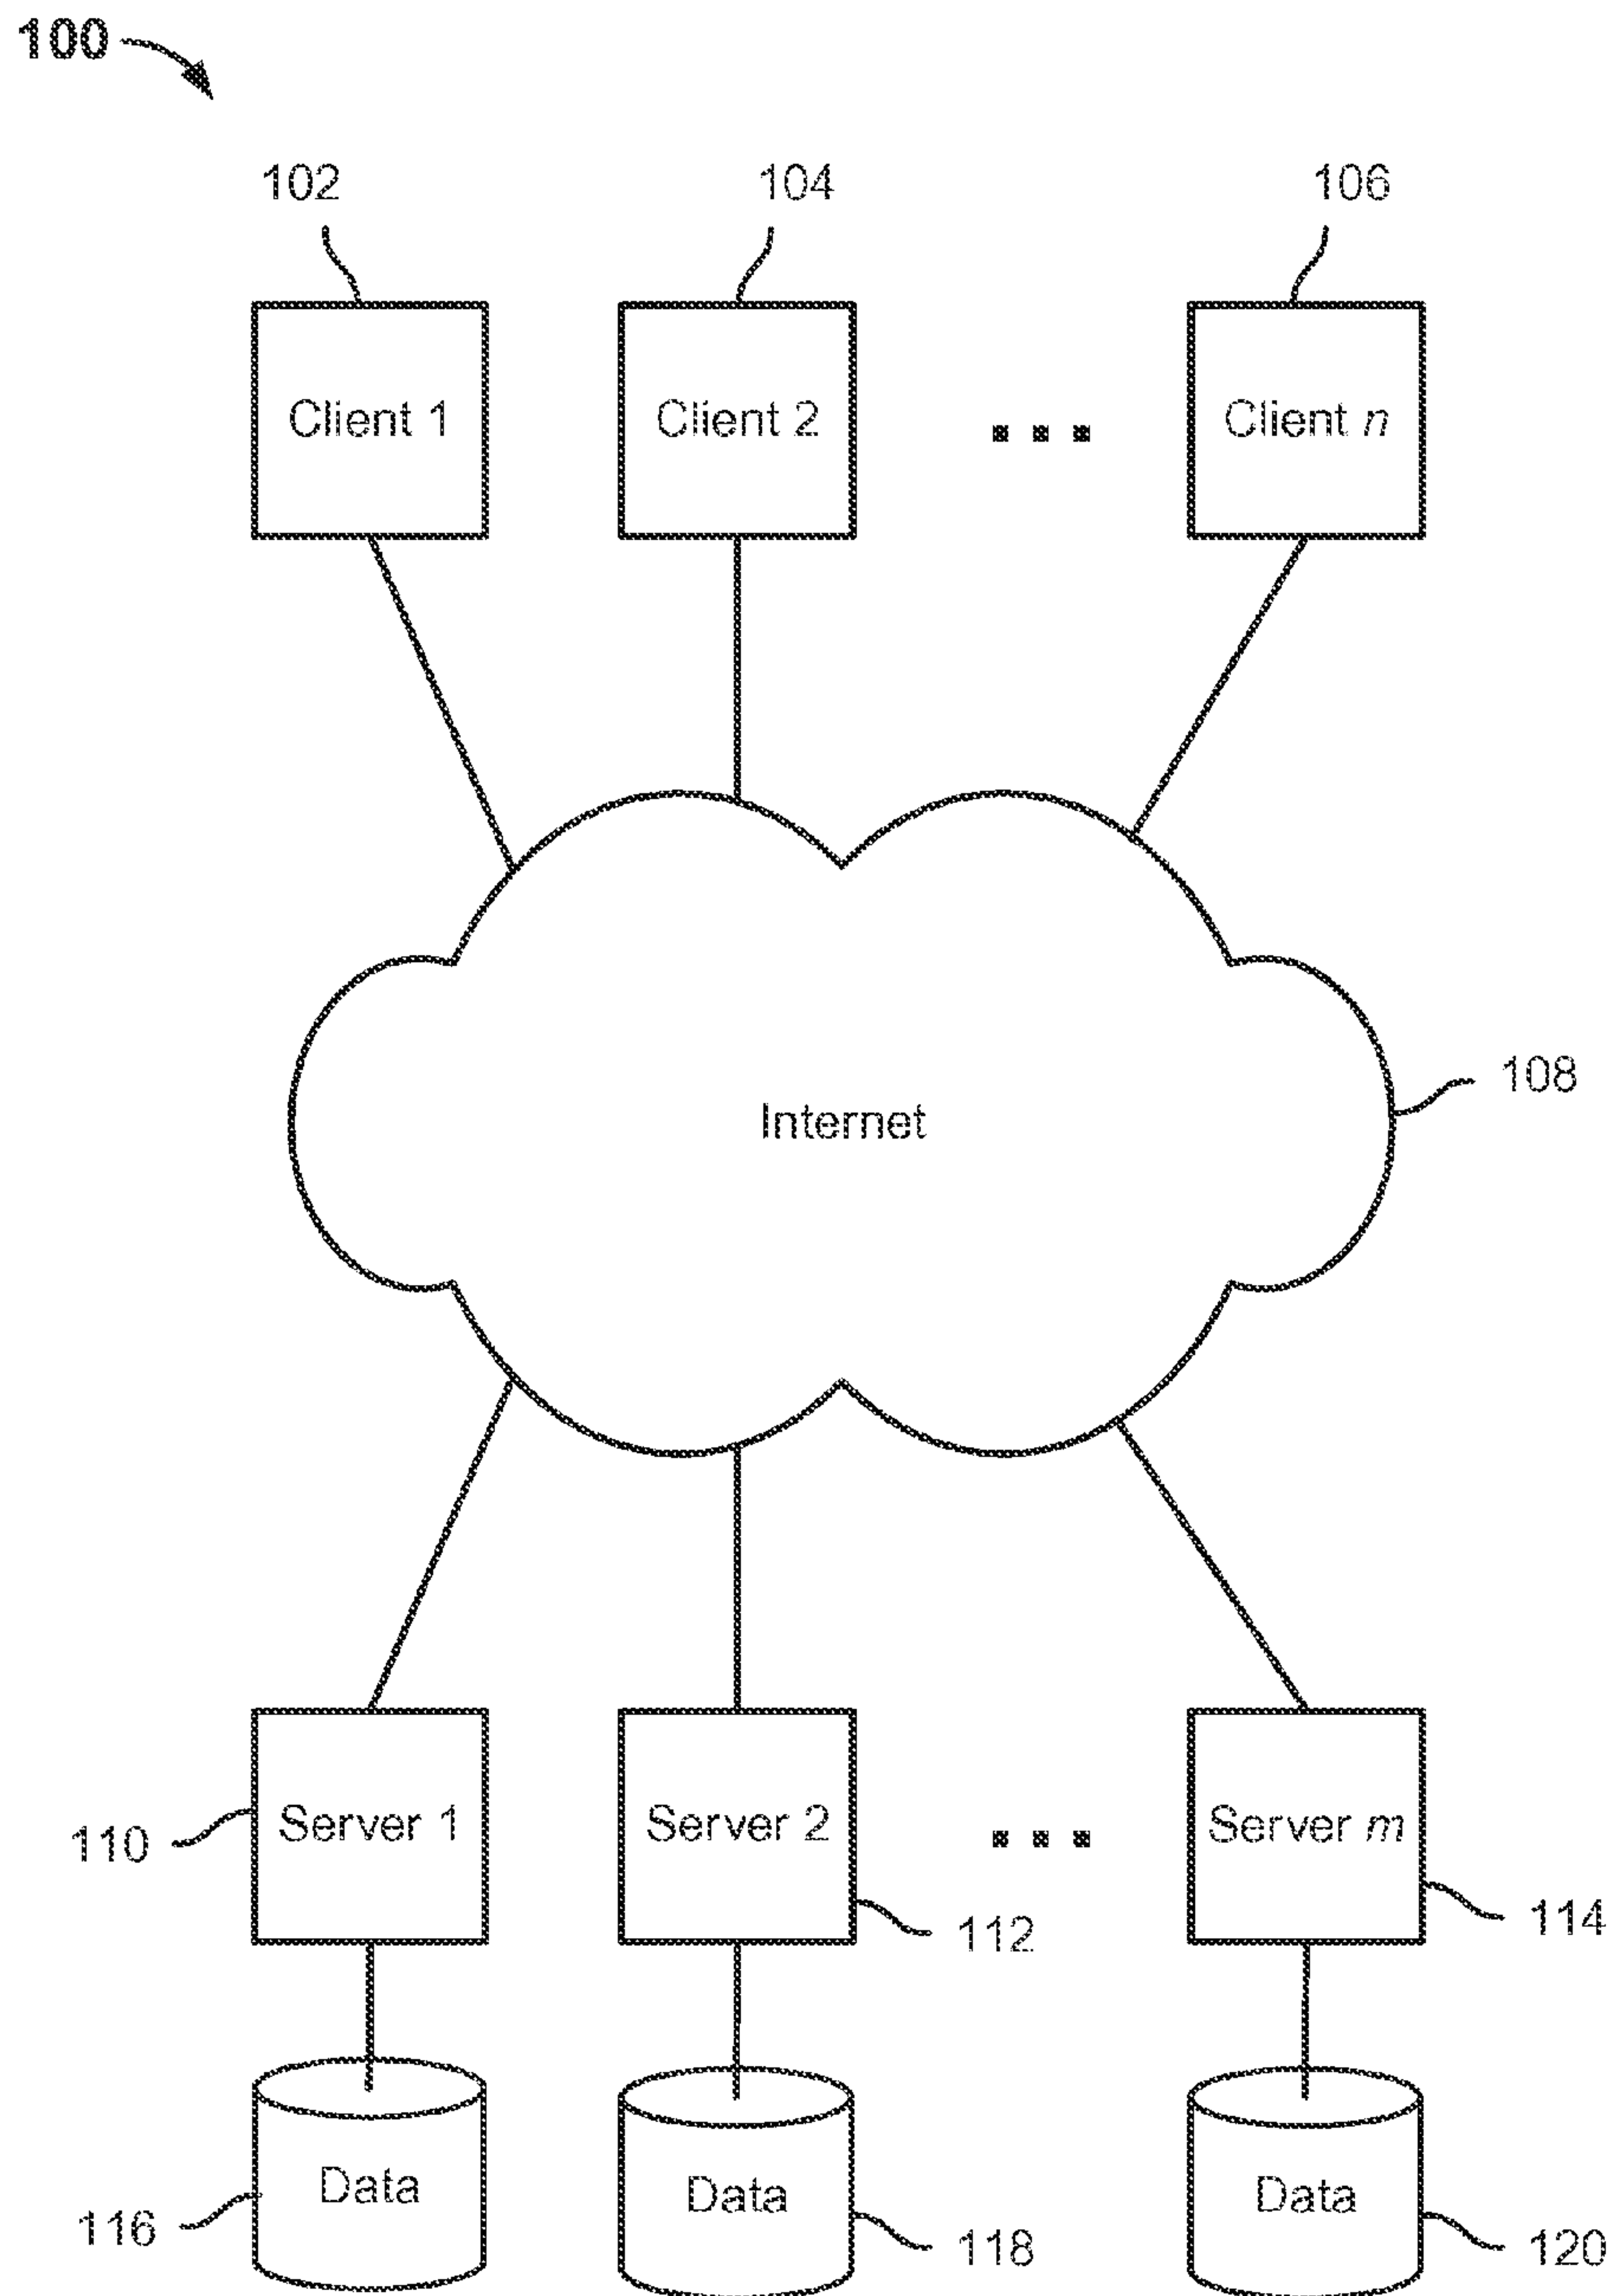 100
102
104
106
Client 1
Client 2
Client n
Internet
108
Server 1
Server 2
Server m
110
112
114
Data
Data
Data
116
118
120